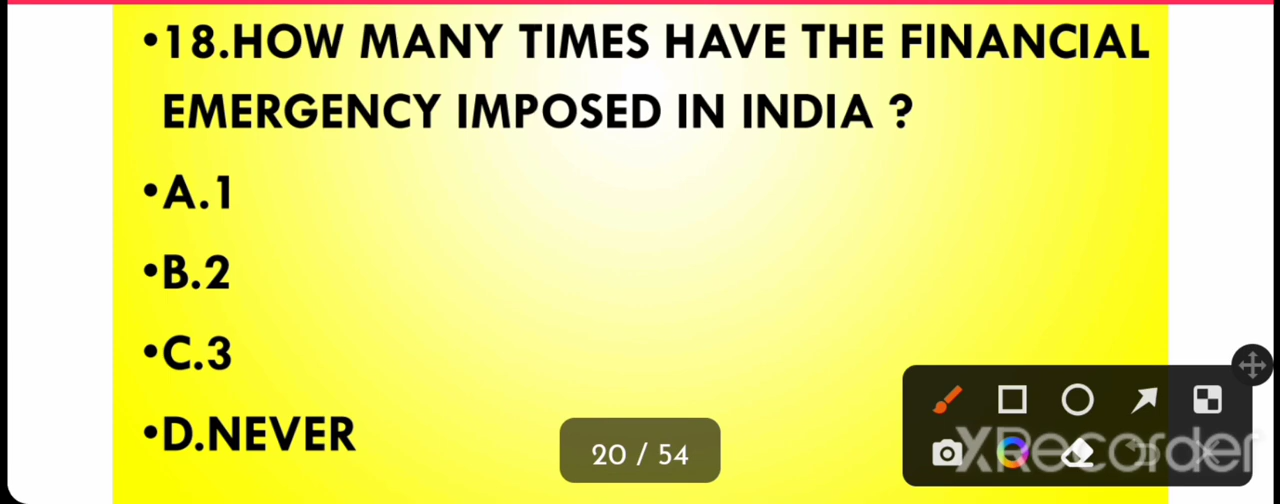 •18.HOW MANY TIMES HAVE THE FINANCIAL
EMERGENCY IMPOSED IN INDIA ?
•A.1
•B.2
•C.3
•D.NEVER
20 / 54
XRecorder